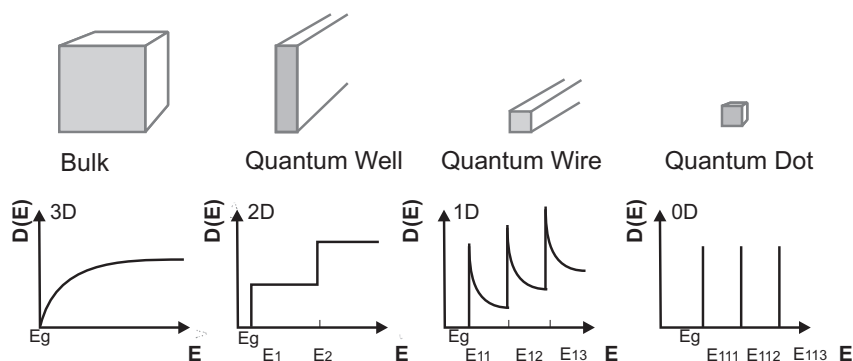 Bulk
Quantum Well
Quantum Wire
Quantum Dot
D(E) 3D
Eg
E
D(E) 2D
Eg
E1 E2
E
D(E) 1D
Eg
E11 E12 E13 E
D(E) 0D
Eg
E111 E112 E113 E